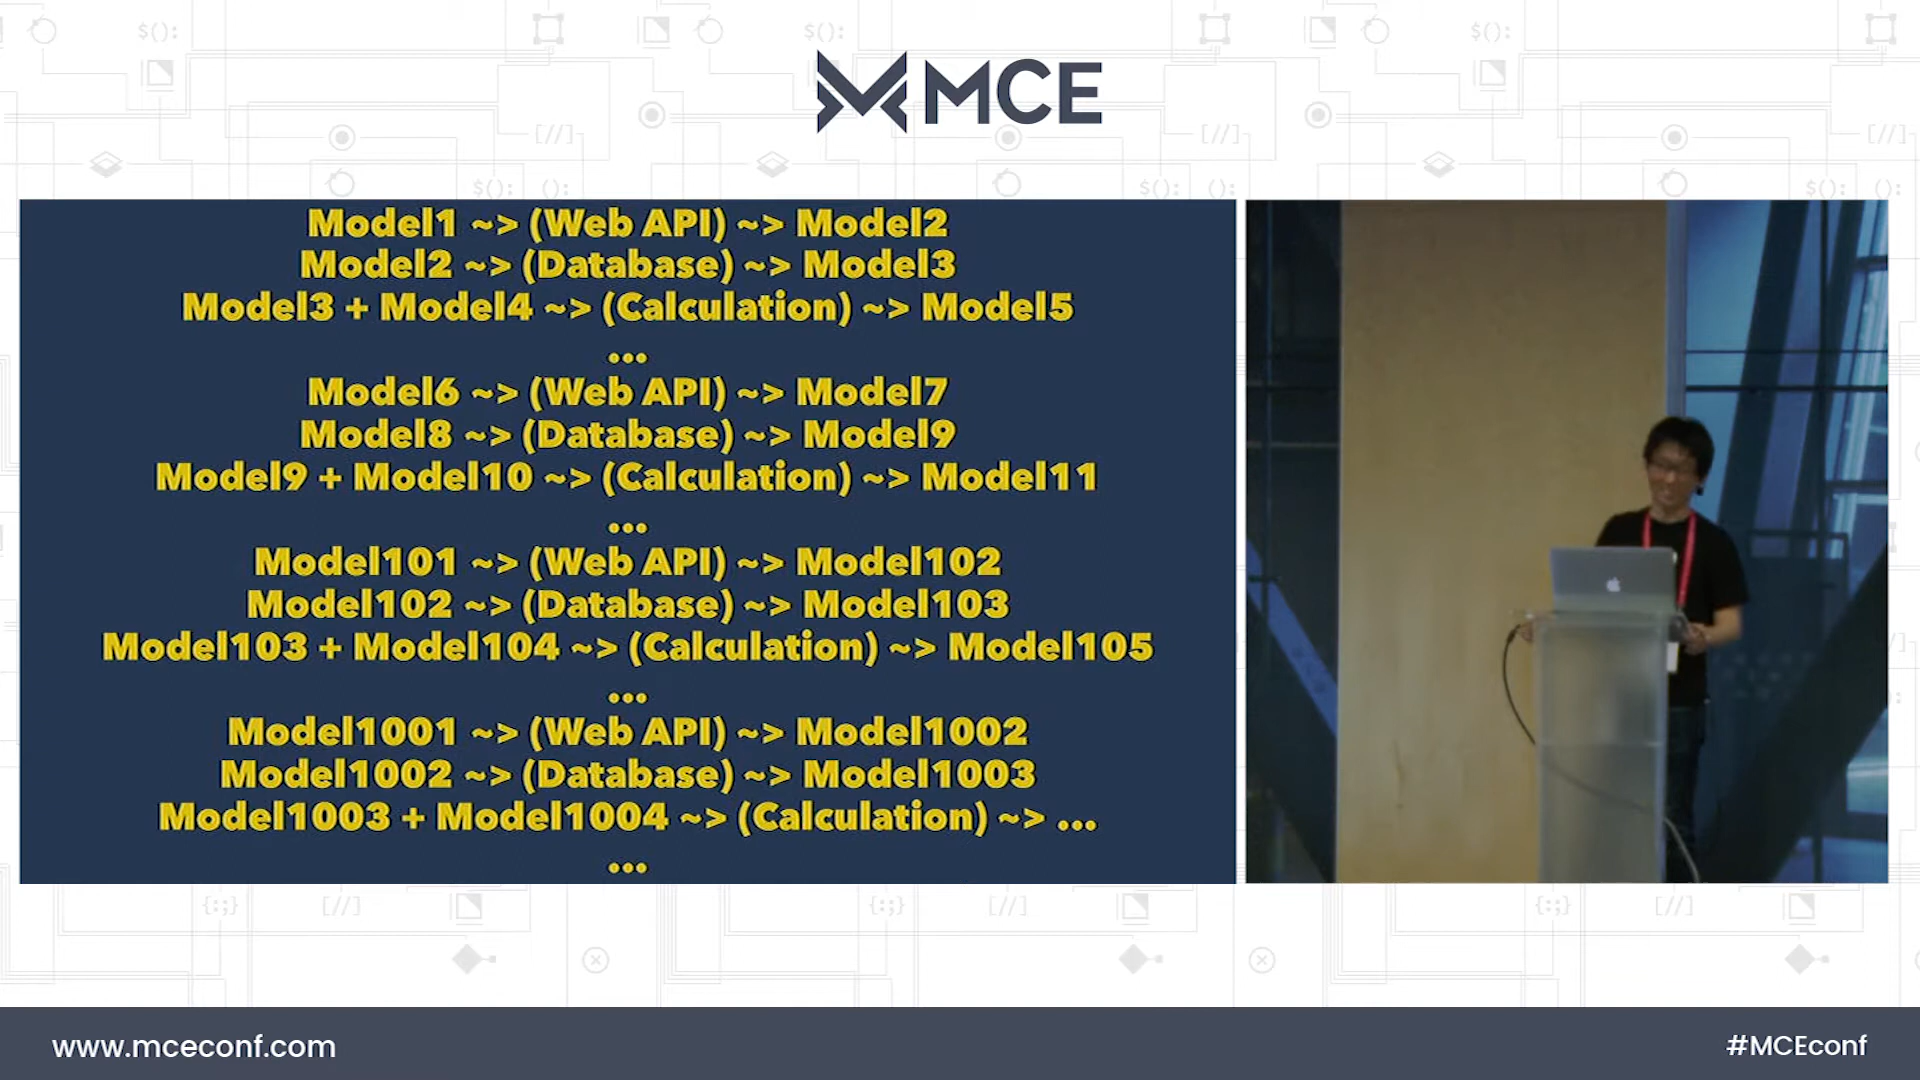 MCE
Model1 ~> (Web API) ~> Model2
Model2 ~> (Database) ~> Model3
Model3 + Model4 ~> (Calculation) ~> Model5
...
Model6 ~> (Web API) ~> Model7
Model8 ~> (Database) ~> Model9
Model9 + Model10 ~> (Calculation) ~> Model11
...
Model101 ~> (Web API) ~> Model102
Model102 ~> (Database) ~> Model103
Model103 + Model104 ~> (Calculation) ~> Model105
...
Model1001 ~> (Web API) ~> Model1002
Model1002 ~> (Database) ~> Model1003
Model1003 + Model1004 ~> (Calculation) ~> ...
...
www.mceconf.com
#MCEconf